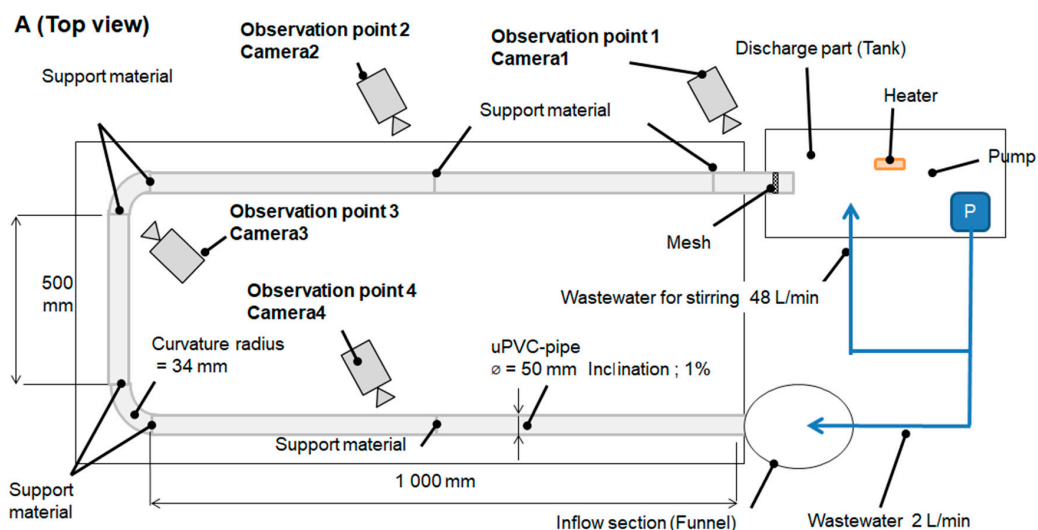 A (Top view)
Support material
Observation point 2
Camera2
Observation point 1
Camera1
Support material
Discharge part (Tank)
Heater
Pump
P
Mesh
Observation point 3
Camera3
500
mm
Wastewater for stirring 48 L/min
Observation point 4
Camera4
Curvature radius
= 34 mm
uPVC-pipe
⌀ = 50 mm Inclination ; 1%
Support material
Support
material
1 000 mm
Inflow section (Funnel)
Wastewater 2 L/min